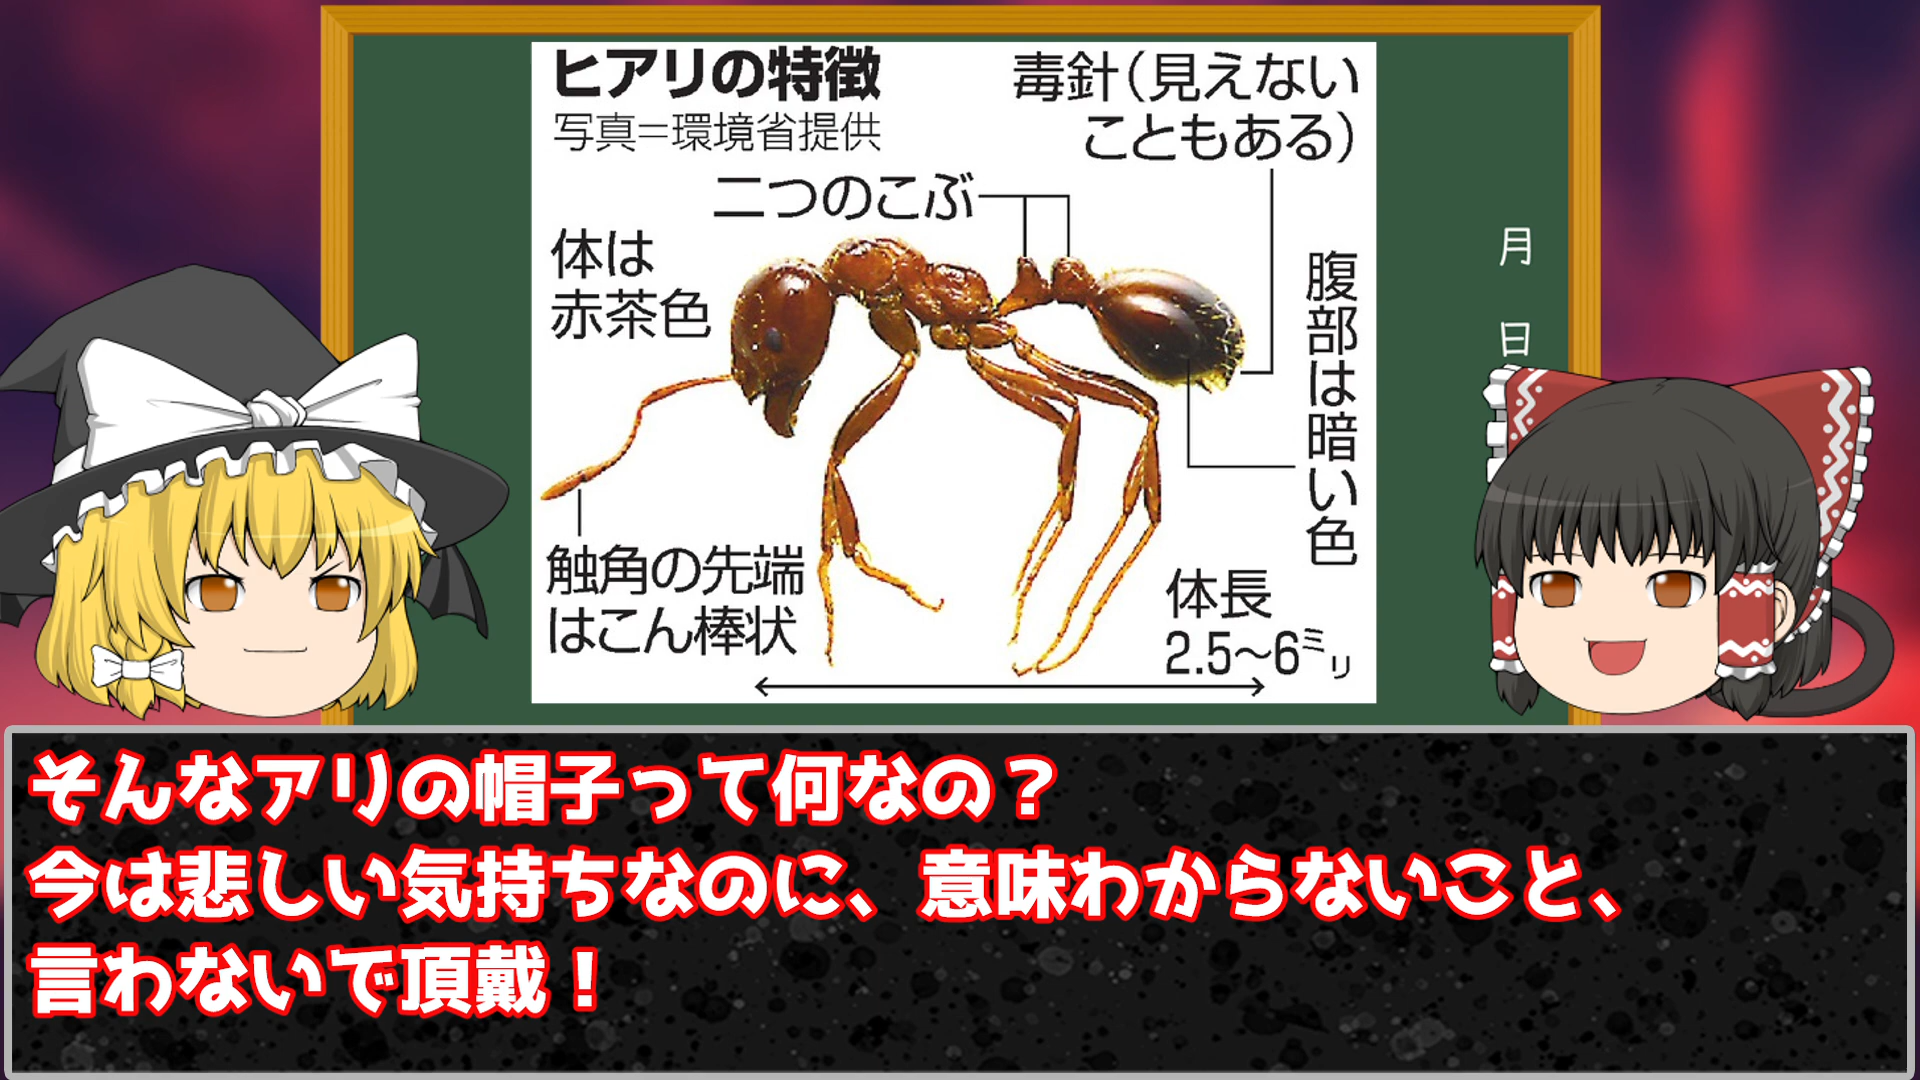 ヒアリの特徴
写真＝環境省提供
毒針（見えない
こともある）
二つのこぶ
体は
赤茶色
腹部は暗い色
触角の先端
はこん棒状
体長
2.5〜6ミリ
月
日
そんなアリの帽子って何なの？
今は悲しい気持ちなのに、意味わからないこと、
言わないで頂戴！